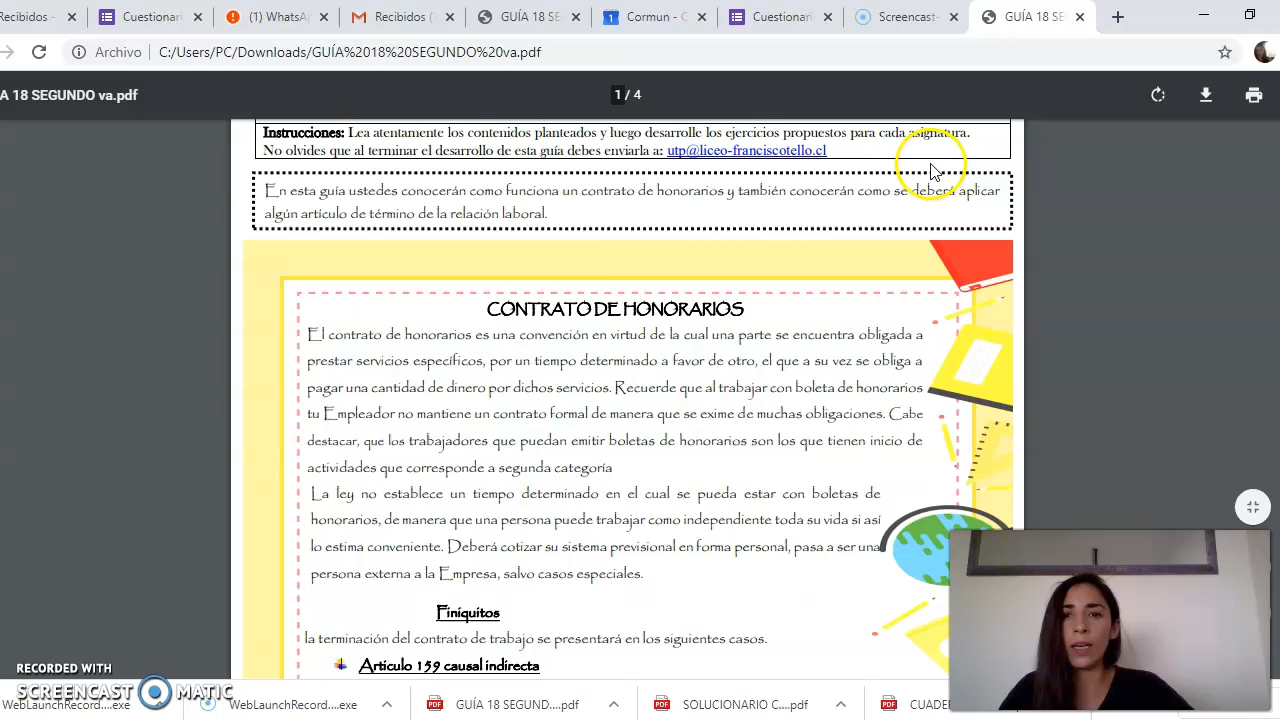 Recibidos –
Cuestionari
(1) WhatsA
Recibidos (
GUÍA 18 SE
Comun - C
Cuestionari
Screencast-
GUÍA 18 SE
Archivo
C:/Users/PC/Downloads/GUÍA%2018%20SEGUNDO%20va.pdf
A 18 SEGUNDO va.pdf
1 / 4
Instrucciones: Lea atentamente los contenidos planteados y luego desarrolle los ejercicios propuestos para cada asignatura.
No olvides que al terminar el desarrollo de esta guía debes enviarla a: utp@liceo-franciscotello.cl
En esta guía ustedes conocerán como funciona un contrato de honorarios y también conocerán como se deberá aplicar
algún artículo de término de la relación laboral.
CONTRATO DE HONORARIOS
El contrato de honorarios es una convención en virtud de la cual una parte se encuentra obligada a
prestar servicios específicos, por un tiempo determinado a favor de otro, el que a su vez se obliga a
pagar una cantidad de dinero por dichos servicios. Recuerde que al trabajar con boleta de honorarios
tu Empleador no mantiene un contrato formal de manera que se exime de muchas obligaciones. Cabe
destacar, que los trabajadores que puedan emitir boletas de honorarios son los que tienen inicio de
actividades que corresponde a segunda categoría
La ley no establece un tiempo determinado en el cual se pueda estar con boletas de
honorarios, de manera que una persona puede trabajar como independiente toda su vida si así
lo estima conveniente. Deberá cotizar su sistema previsional en forma personal, pasa a ser una
persona externa a la Empresa, salvo casos especiales.
Finiquitos
la terminación del contrato de trabajo se presentará en los siguientes casos.
Artículo 159 causal indirecta
RECORDED WITH
SCREENCAST MATIC
WebLaunchRecord....exe
WebLaunchRecor....exe
GUÍA 18 SEGUND....pdf
SOLUCIONARIO C....pdf
CUADE